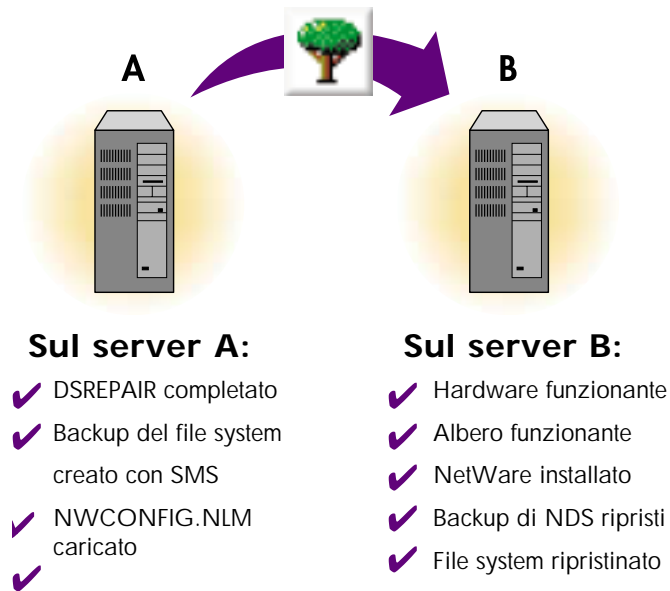 A
B
Sul server A:
DSREPAIR completato
Backup del file system
creato con SMS
NWCONFIG.NLM
caricato
Sul server B:
Hardware funzionante
Albero funzionante
NetWare installato
Backup di NDS ripristi
File system ripristinato